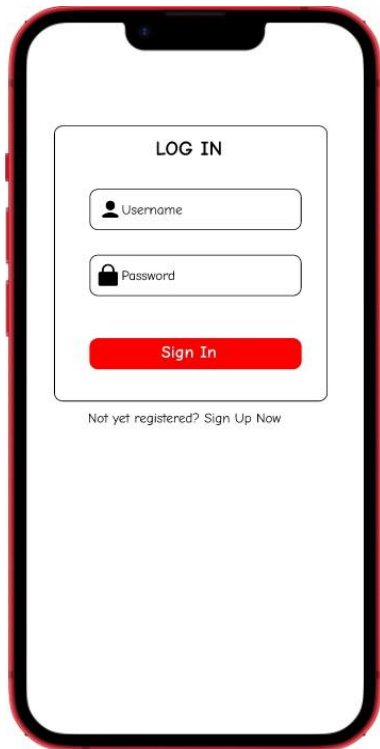 LOG IN
Username
Password
Sign In
Not yet registered? Sign Up Now